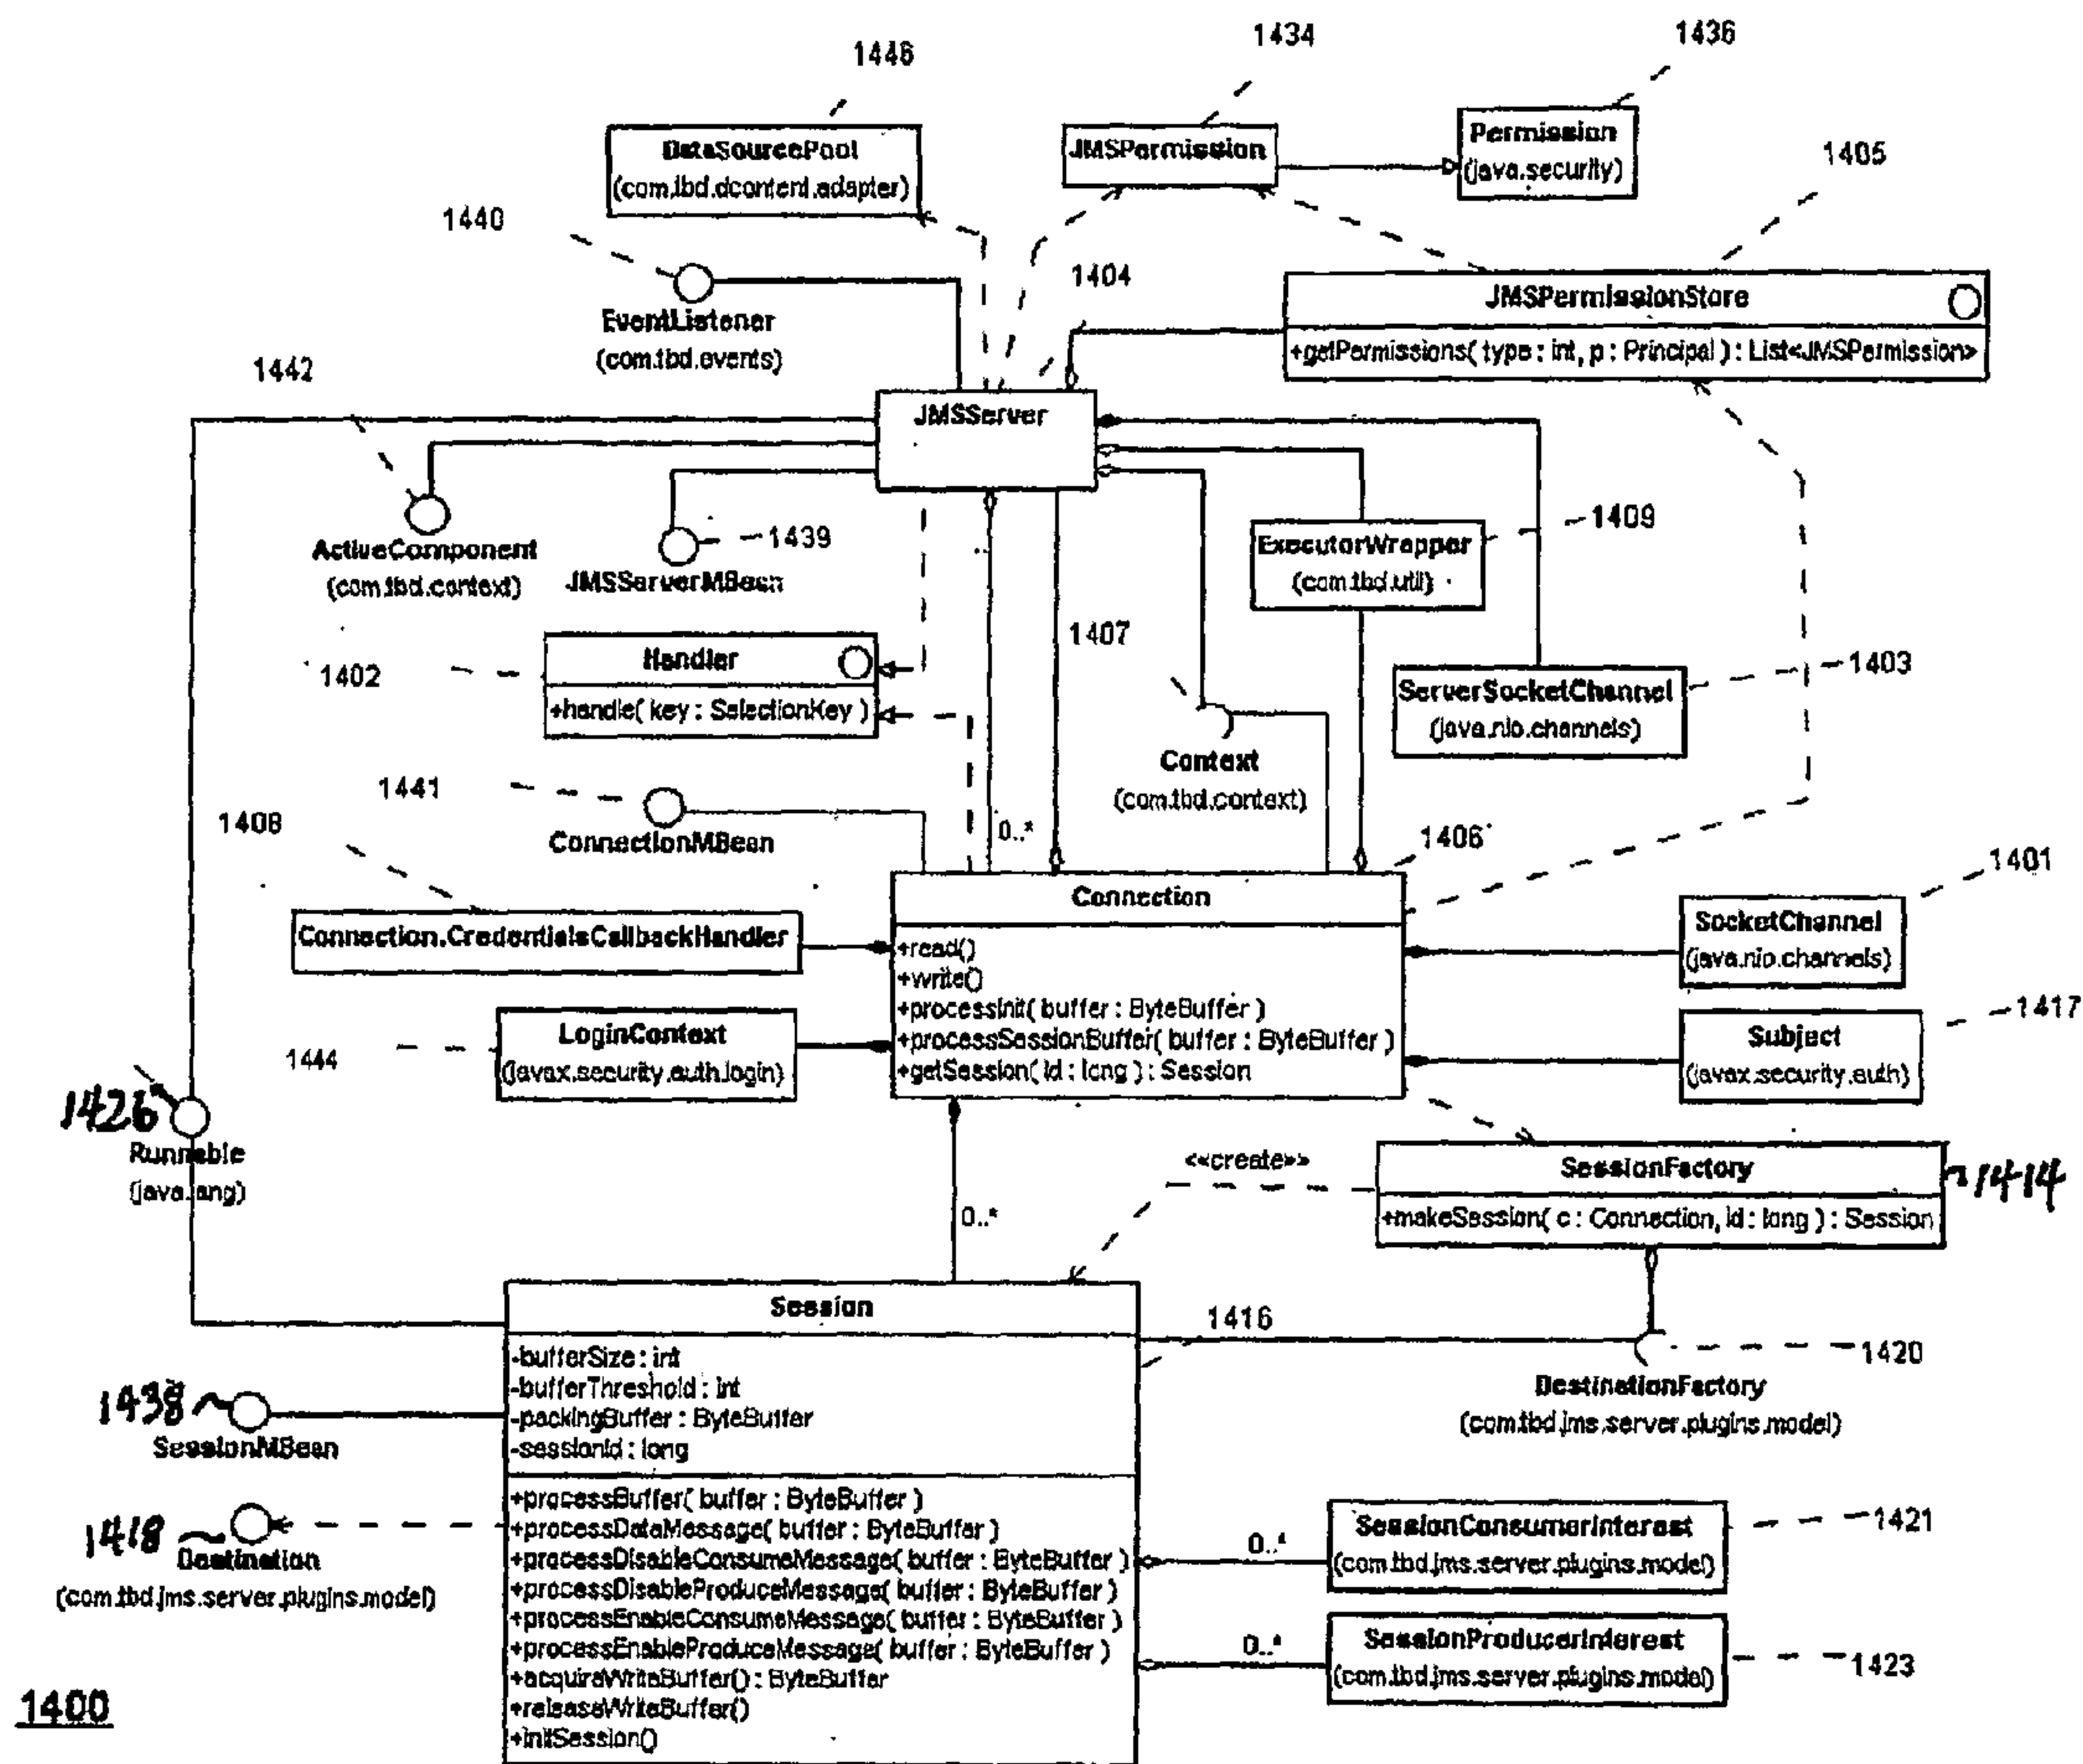 1446
1434
1436
DataSourcePool
(com.tbd.dcontent.adapter)
JMSPermission
Permission
(java.security)
1405
1440
EventListener
(com.tbd.events)
1404
JMSPermissionStore
+getPermissions( type : int, p : Principal ) : List<JMSPermission>
1442
JMSServer
ActiveComponent
(com.tbd.context)
1439
JMSServerMBean
1409
ExecutorWrapper
(com.tbd.util)
1402
Handler
+handle( key : SelectionKey )
1407
Context
(com.tbd.context)
1403
ServerSocketChannel
(java.nio.channels)
1441
ConnectionMBean
0..*
1408
1406
1401
Connection.CredentialsCallbackHandler
Connection
+read()
+write()
+processInit( buffer : ByteBuffer )
+processSessionBuffer( buffer : ByteBuffer )
+getSession( id : long ) : Session
SocketChannel
(java.nio.channels)
1417
Subject
(javax.security.auth)
1444
LoginContext
(javax.security.auth.login)
1426
Runnable
(java.lang)
0..*
<<create>>
SessionFactory
+makeSession( c : Connection, id : long ) : Session
1414
Session
-bufferSize : int
-bufferThreshold : int
-packingBuffer : ByteBuffer
-sessionId : long
+processBuffer( buffer : ByteBuffer )
+processDataMessage( buffer : ByteBuffer )
+processDisableConsumeMessage( buffer : ByteBuffer )
+processDisableProduceMessage( buffer : ByteBuffer )
+processEnableConsumeMessage( buffer : ByteBuffer )
+processEnableProduceMessage( buffer : ByteBuffer )
+acquireWriteBuffer() : ByteBuffer
+releaseWriteBuffer()
+initSession()
1416
1420
DestinationFactory
(com.tbd.jms.server.plugins.model)
1438
SessionMBean
1418
Destination
(com.tbd.jms.server.plugins.model)
0..*
SessionConsumerInterest
(com.tbd.jms.server.plugins.model)
1421
0..*
SessionProducerInterest
(com.tbd.jms.server.plugins.model)
1423
1400